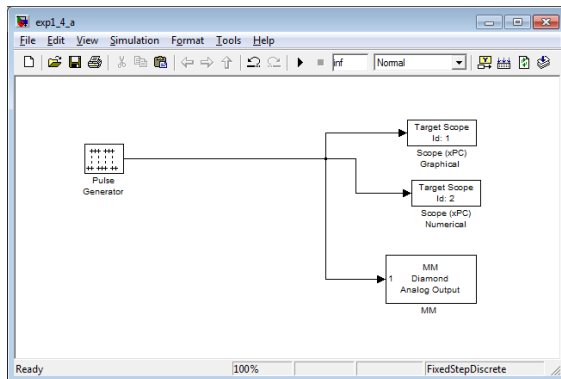 exp1_4_a
File Edit View Simulation Format Tools Help
inf Normal
Target Scope
Id: 1
Scope (xPC)
Graphical
Pulse
Generator
Target Scope
Id: 2
Scope (xPC)
Numerical
MM
1 Diamond
Analog Output
MM
Ready 100% FixedStepDiscrete